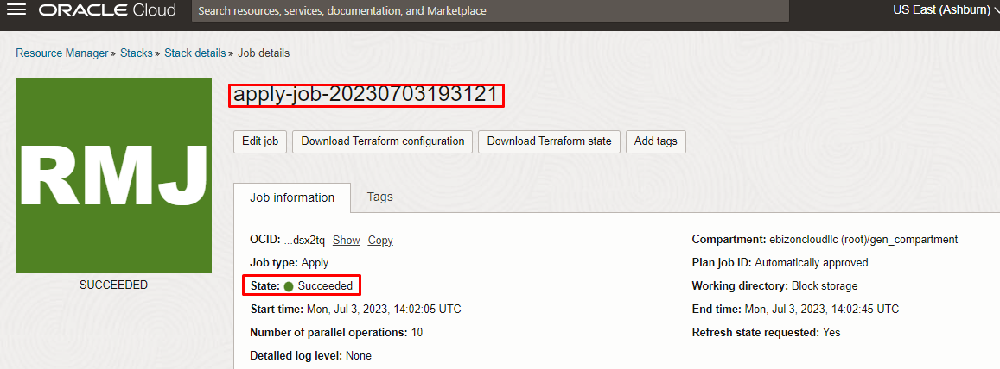 ORACLE Cloud
Search resources, services, documentation, and Marketplace
US East (Ashburn)
Resource Manager » Stacks » Stack details » Job details
RMJ
SUCCEEDED
apply-job-20230703193121
Edit job
Download Terraform configuration
Download Terraform state
Add tags
Job information
Tags
OCID: ...dsx2tq Show Copy
Job type: Apply
State: Succeeded
Start time: Mon, Jul 3, 2023, 14:02:05 UTC
Number of parallel operations: 10
Detailed log level: None
Compartment: ebizoncloudllc (root)/gen_compartment
Plan job ID: Automatically approved
Working directory: Block storage
End time: Mon, Jul 3, 2023, 14:02:45 UTC
Refresh state requested: Yes